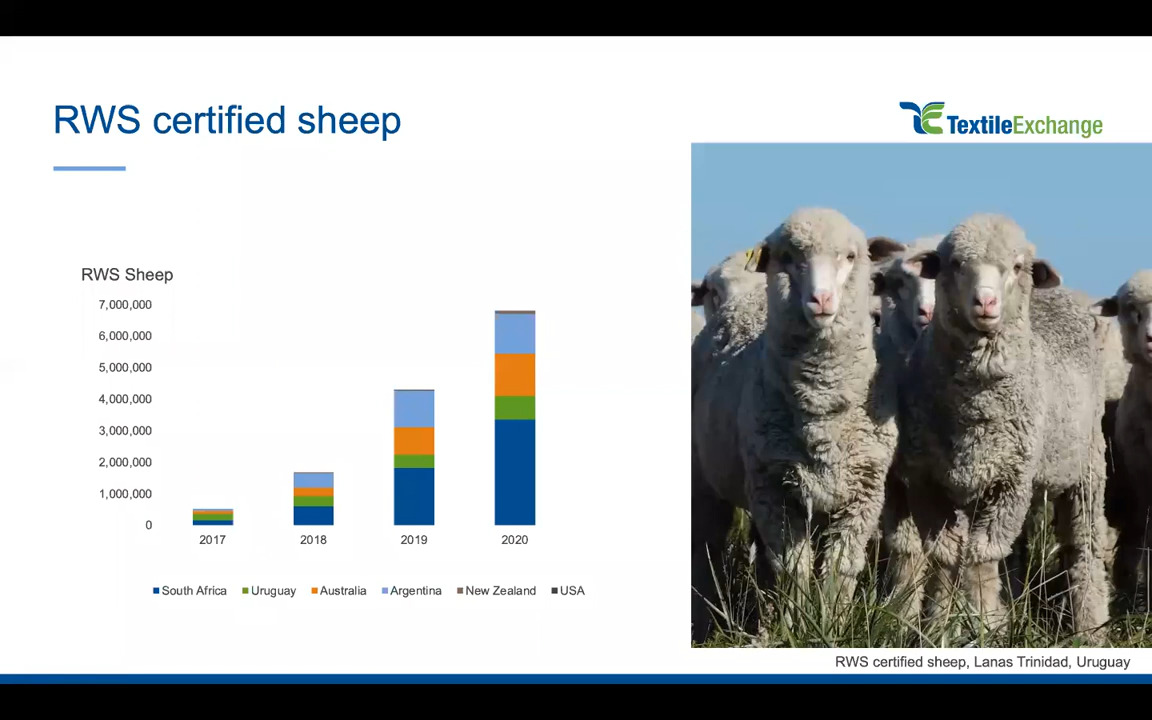 RWS certified sheep
TextileExchange
RWS Sheep
7,000,000
6,000,000
5,000,000
4,000,000
3,000,000
2,000,000
1,000,000
0
2017 2018 2019 2020
South Africa Uruguay Australia Argentina New Zealand USA
RWS certified sheep, Lanas Trinidad, Uruguay